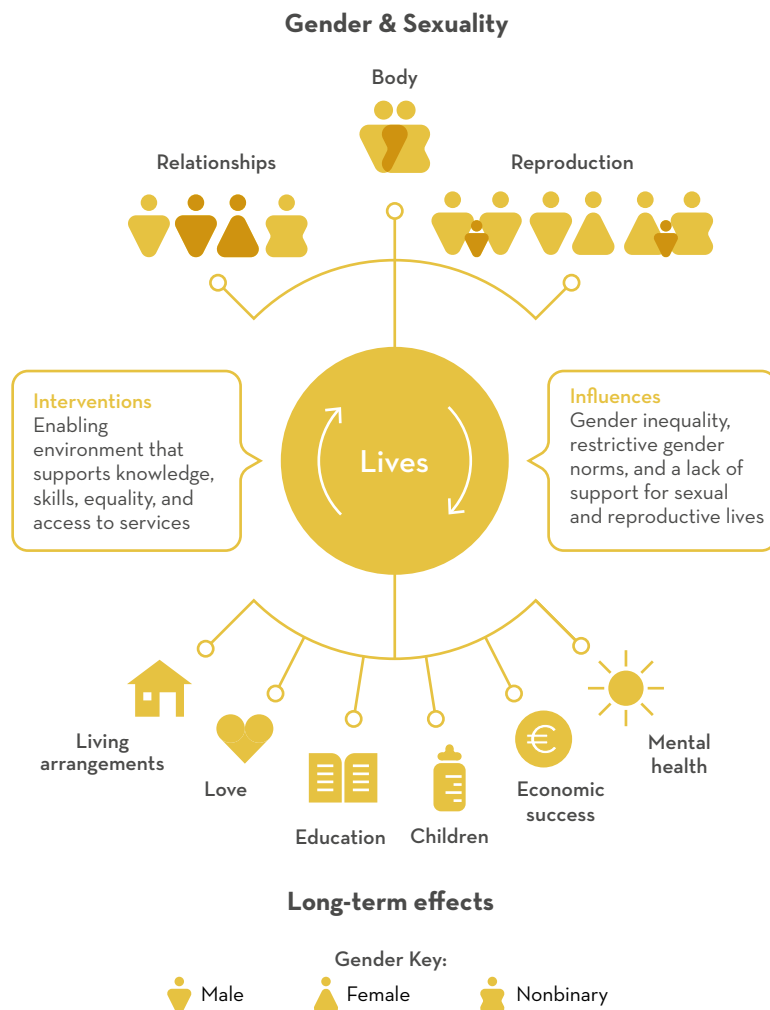 Gender & Sexuality
Body
Relationships
Reproduction
Interventions
Enabling
environment that
supports knowledge,
skills, equality, and
access to services
Lives
Influences
Gender inequality,
restrictive gender
norms, and a lack of
support for sexual
and reproductive lives
Living
arrangements
Love
Education
Children
€
Economic
success
Mental
health
Long-term effects
Gender Key:
Male
Female
Nonbinary